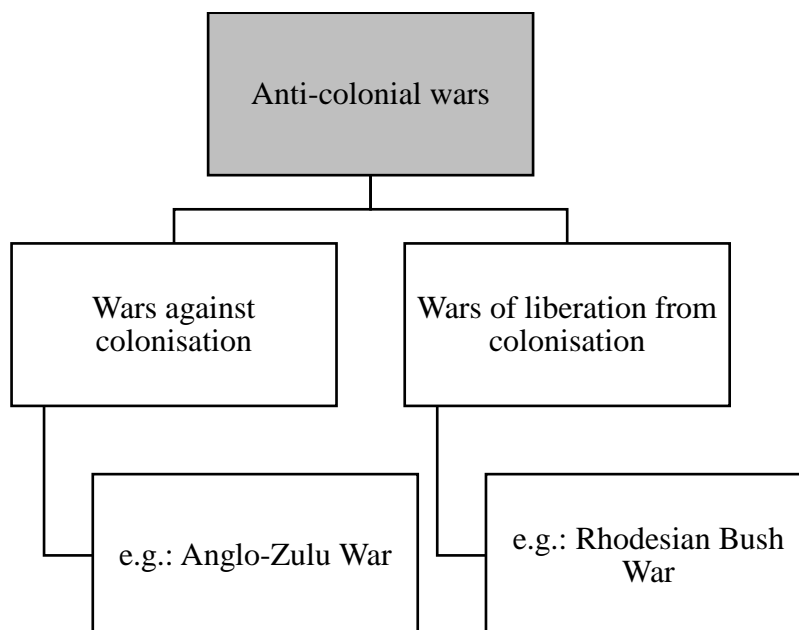 Anti-colonial wars
Wars against
colonisation
Wars of liberation from
colonisation
e.g.: Anglo-Zulu War
e.g.: Rhodesian Bush
War